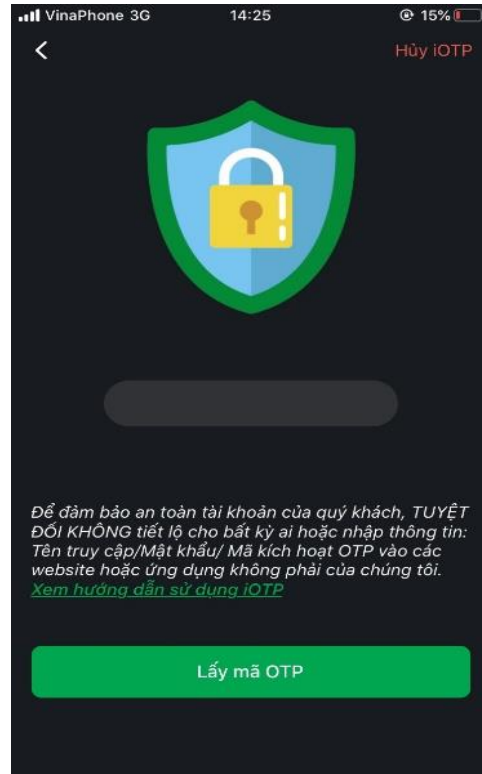 VinaPhone 3G 14:25 15%
Hủy iOTP
Để đảm bảo an toàn tài khoản của quý khách, TUYỆT
ĐỐI KHÔNG tiết lộ cho bất kỳ ai hoặc nhập thông tin:
Tên truy cập/Mật khẩu/ Mã kích hoạt OTP vào các
website hoặc ứng dụng không phải của chúng tôi.
Xem hướng dẫn sử dụng iOTP
Lấy mã OTP